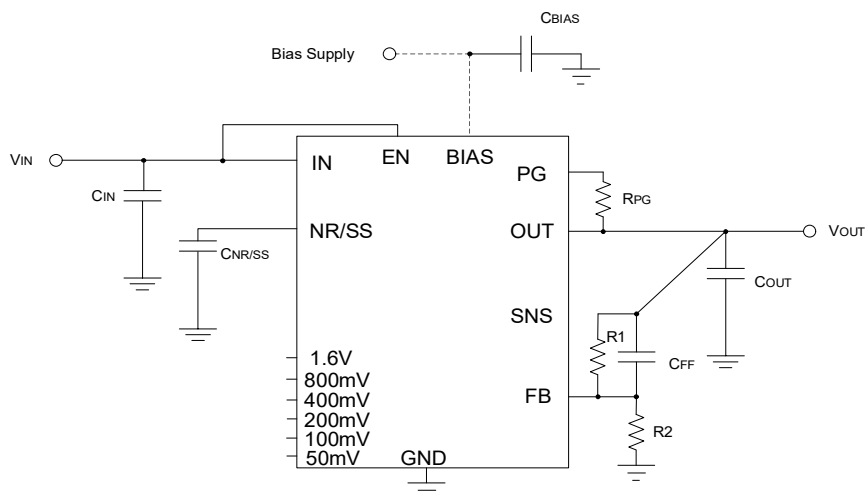 CBIAS
Bias Supply
VIN
IN
EN
BIAS
PG
RPG
CIN
NR/SS
OUT
VOUT
CNR/SS
COUT
SNS
R1
CFF
1.6V
800mV
400mV
200mV
100mV
50mV
FB
R2
GND